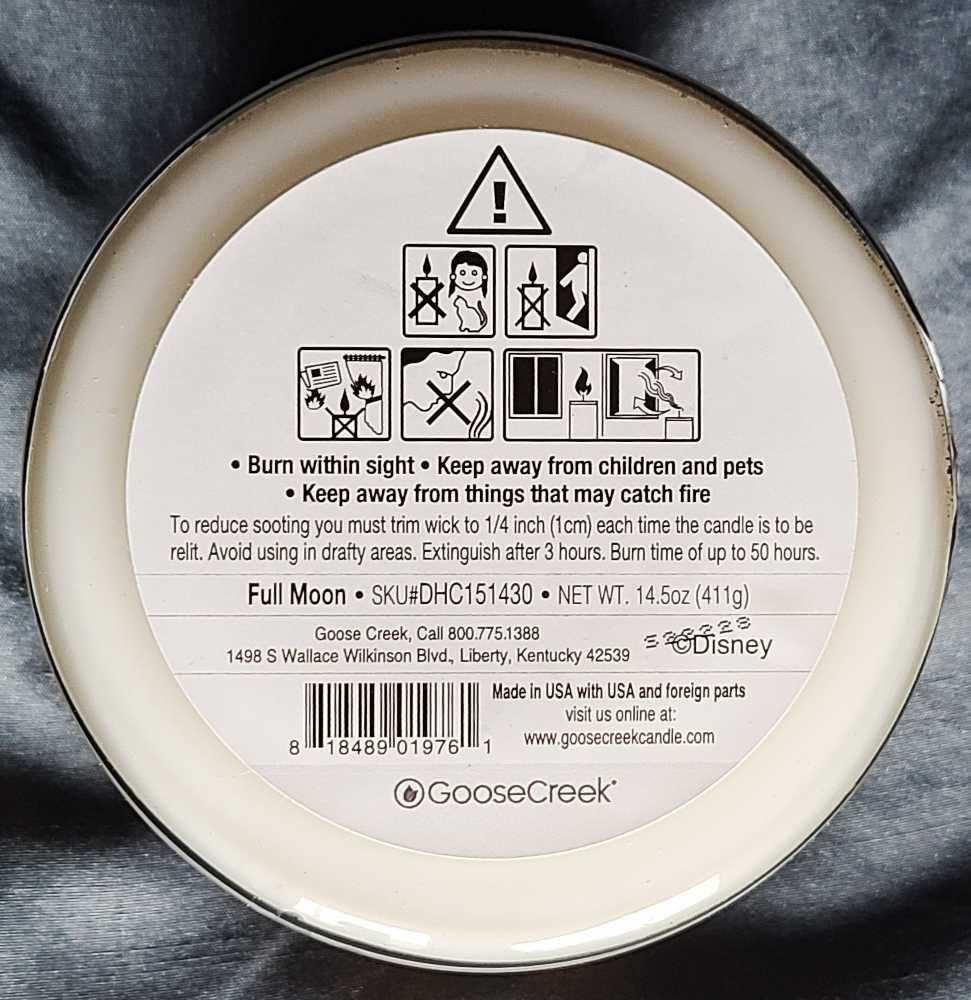 • Burn within sight • Keep away from children and pets
• Keep away from things that may catch fire
To reduce sooting you must trim wick to 1/4 inch (1cm) each time the candle is to be
relit. Avoid using in drafty areas. Extinguish after 3 hours. Burn time of up to 50 hours.
Full Moon • SKU#DHC151430 • NET WT. 14.5oz (411g)
Goose Creek, Call 800.775.1388
1498 S Wallace Wilkinson Blvd., Liberty, Kentucky 42539
©Disney
Made in USA with USA and foreign parts
visit us online at:
www.goosecreekcandle.com
8 18489 01976 1
GooseCreek